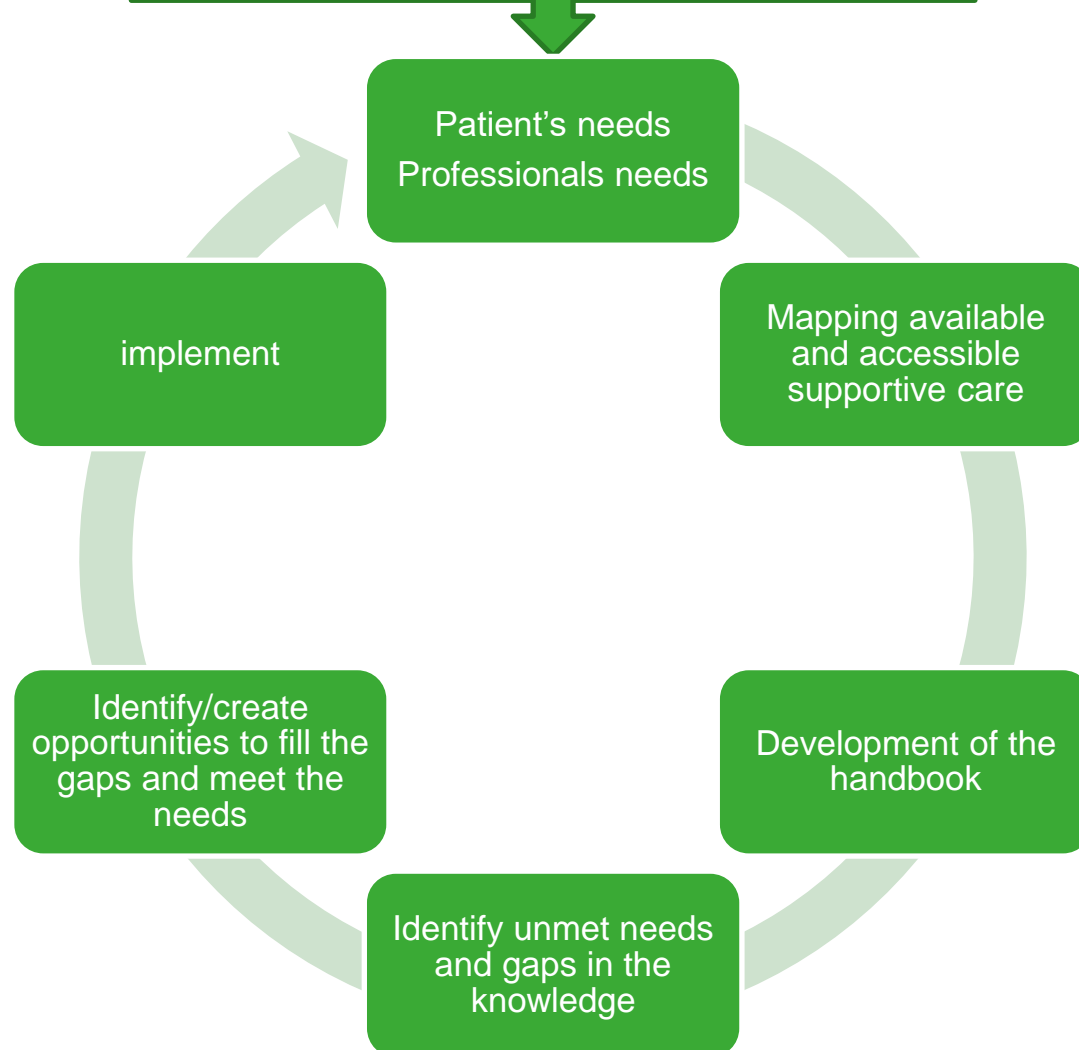 Patient’s needs
Professionals needs
Mapping available
and accessible
supportive care
Development of the
handbook
Identify unmet needs
and gaps in the
knowledge
Identify/create
opportunities to fill the
gaps and meet the
needs
implement